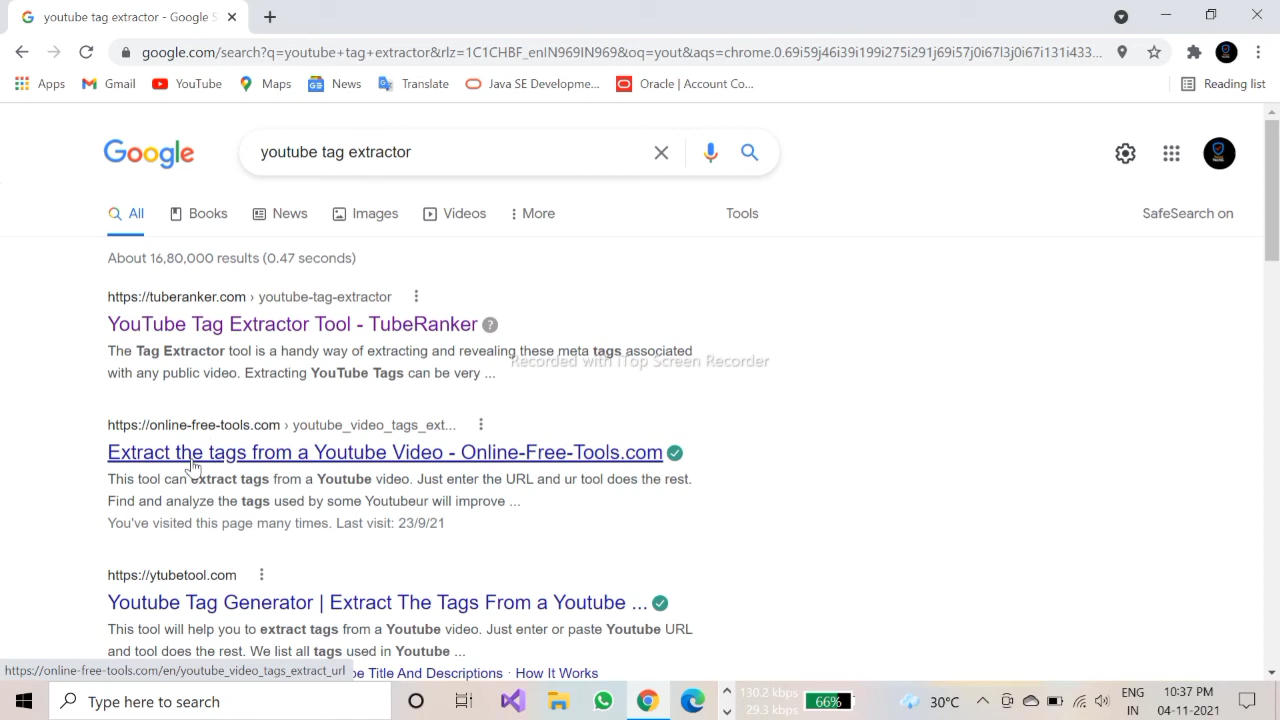 youtube tag extractor - Google S
google.com/search?q=youtube+tag+extractor&rlz=1C1CHBF_enIN969IN969&oq=yout&aqs=chrome.0.69i59j46i39i199i275i291j69i57j0i67l3j0i67i131i433...
Apps
Gmail
YouTube
Maps
News
Translate
Java SE Developme...
Oracle | Account Co...
Reading list
Google
youtube tag extractor
All
Books
News
Images
Videos
More
Tools
SafeSearch on
About 16,80,000 results (0.47 seconds)
https://tuberanker.com › youtube-tag-extractor
YouTube Tag Extractor Tool - TubeRanker
The Tag Extractor tool is a handy way of extracting and revealing these meta tags associated
Recorded with iTop Screen Recorder
with any public video. Extracting YouTube Tags can be very ...
https://online-free-tools.com › youtube_video_tags_ext...
Extract the tags from a Youtube Video - Online-Free-Tools.com
This tool can extract tags from a Youtube video. Just enter the URL and ur tool does the rest.
Find and analyze the tags used by some Youtubeur will improve ...
You've visited this page many times. Last visit: 23/9/21
https://ytubetool.com
Youtube Tag Generator | Extract The Tags From a Youtube ...
This tool will help you to extract tags from a Youtube video. Just enter or paste Youtube URL
and tool does the rest. We list all tags used in Youtube ...
https://online-free-tools.com/en/youtube_video_tags_extract_url
be Title And Descriptions · How It Works
Type here to search
130.2 kbps
29.3 kbps
66%
30°C
ENG
IN
10:37 PM
04-11-2021